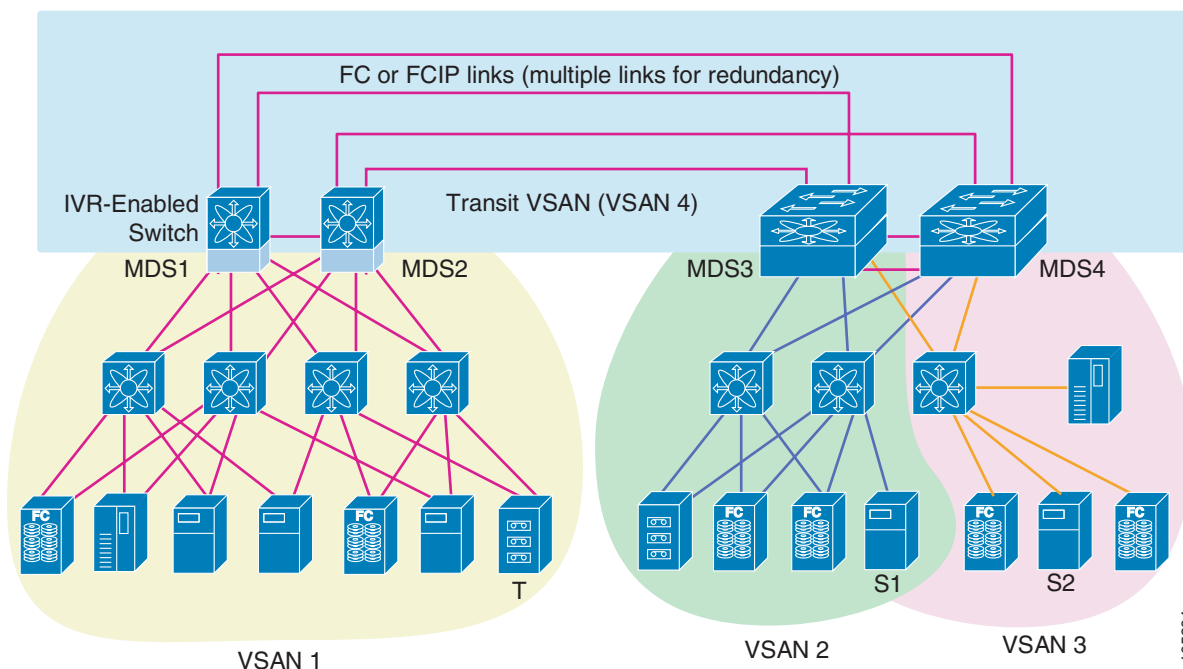 FC or FCIP links (multiple links for redundancy)
IVR-Enabled
Switch
Transit VSAN (VSAN 4)
MDS1
MDS2
MDS3
MDS4
FC
FC
FC
FC
FC
FC
T
S1
S2
VSAN 1
VSAN 2
VSAN 3